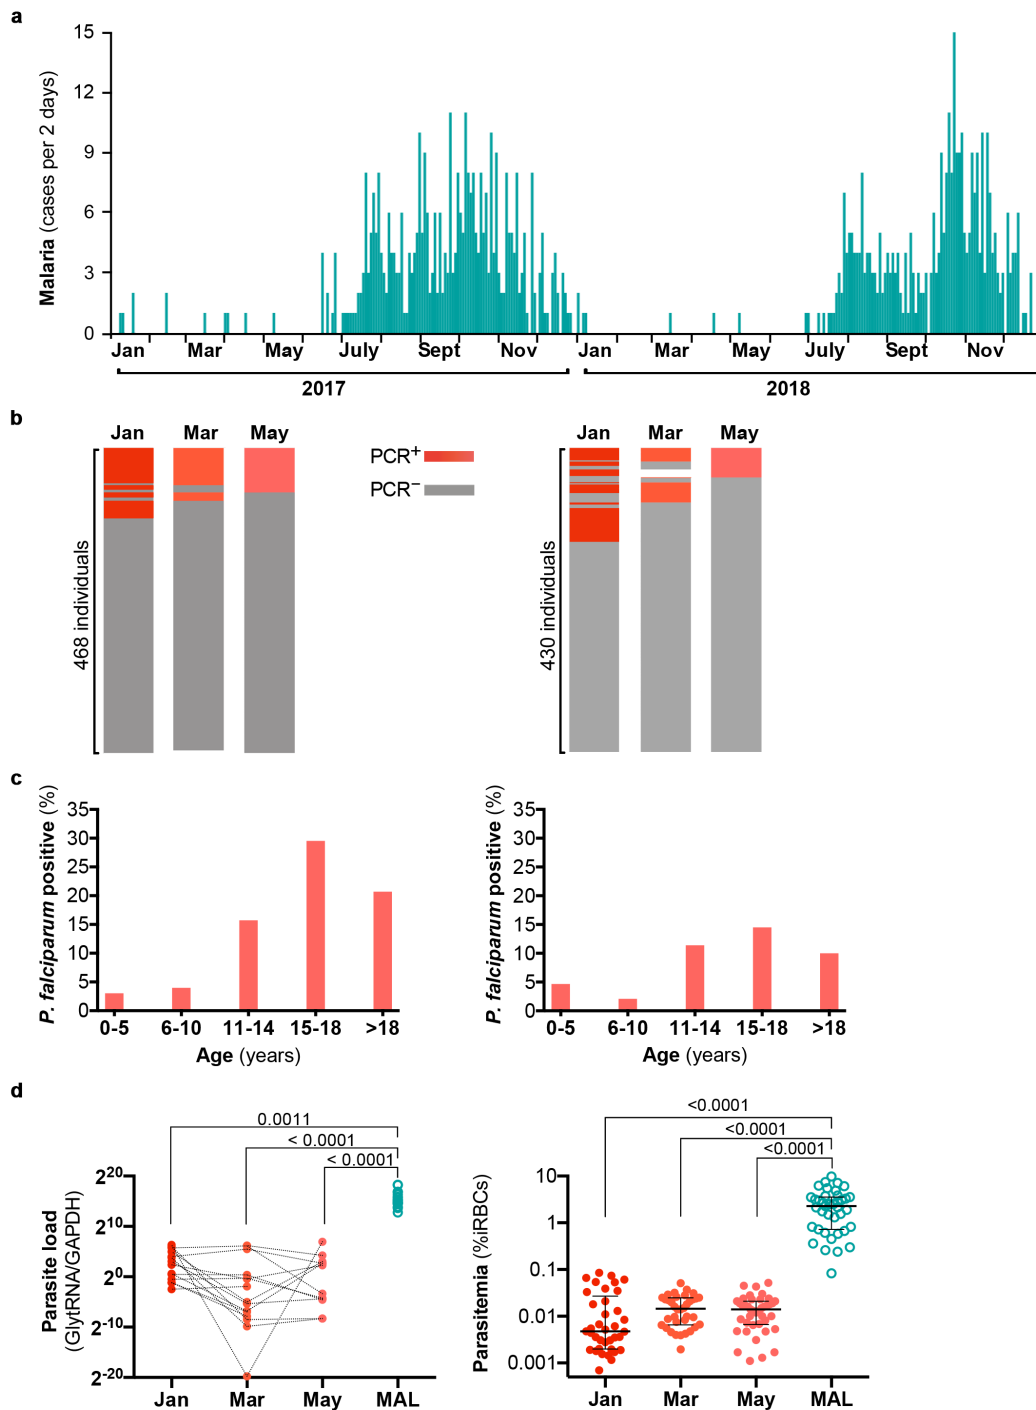 a
Malaria (cases per 2 days)
15
12
9
6
3
0
Jan Mar May July Sept Nov Jan Mar May July Sept Nov
2017 2018
b
Jan Mar May
PCR+
PCR−
468 individuals
Jan Mar May
430 individuals
c
P. falciparum positive (%)
35
30
25
20
15
10
5
0
0-5 6-10 11-14 15-18 >18
Age (years)
P. falciparum positive (%)
35
30
25
20
15
10
5
0
0-5 6-10 11-14 15-18 >18
Age (years)
d
0.0011
< 0.0001
< 0.0001
Parasite load
(GlytRNA/GAPDH)
2^20
2^10
2^0
2^-10
2^-20
Jan Mar May MAL
<0.0001
<0.0001
<0.0001
Parasitemia (%iRBCs)
10
1
0.1
0.01
0.001
Jan Mar May MAL